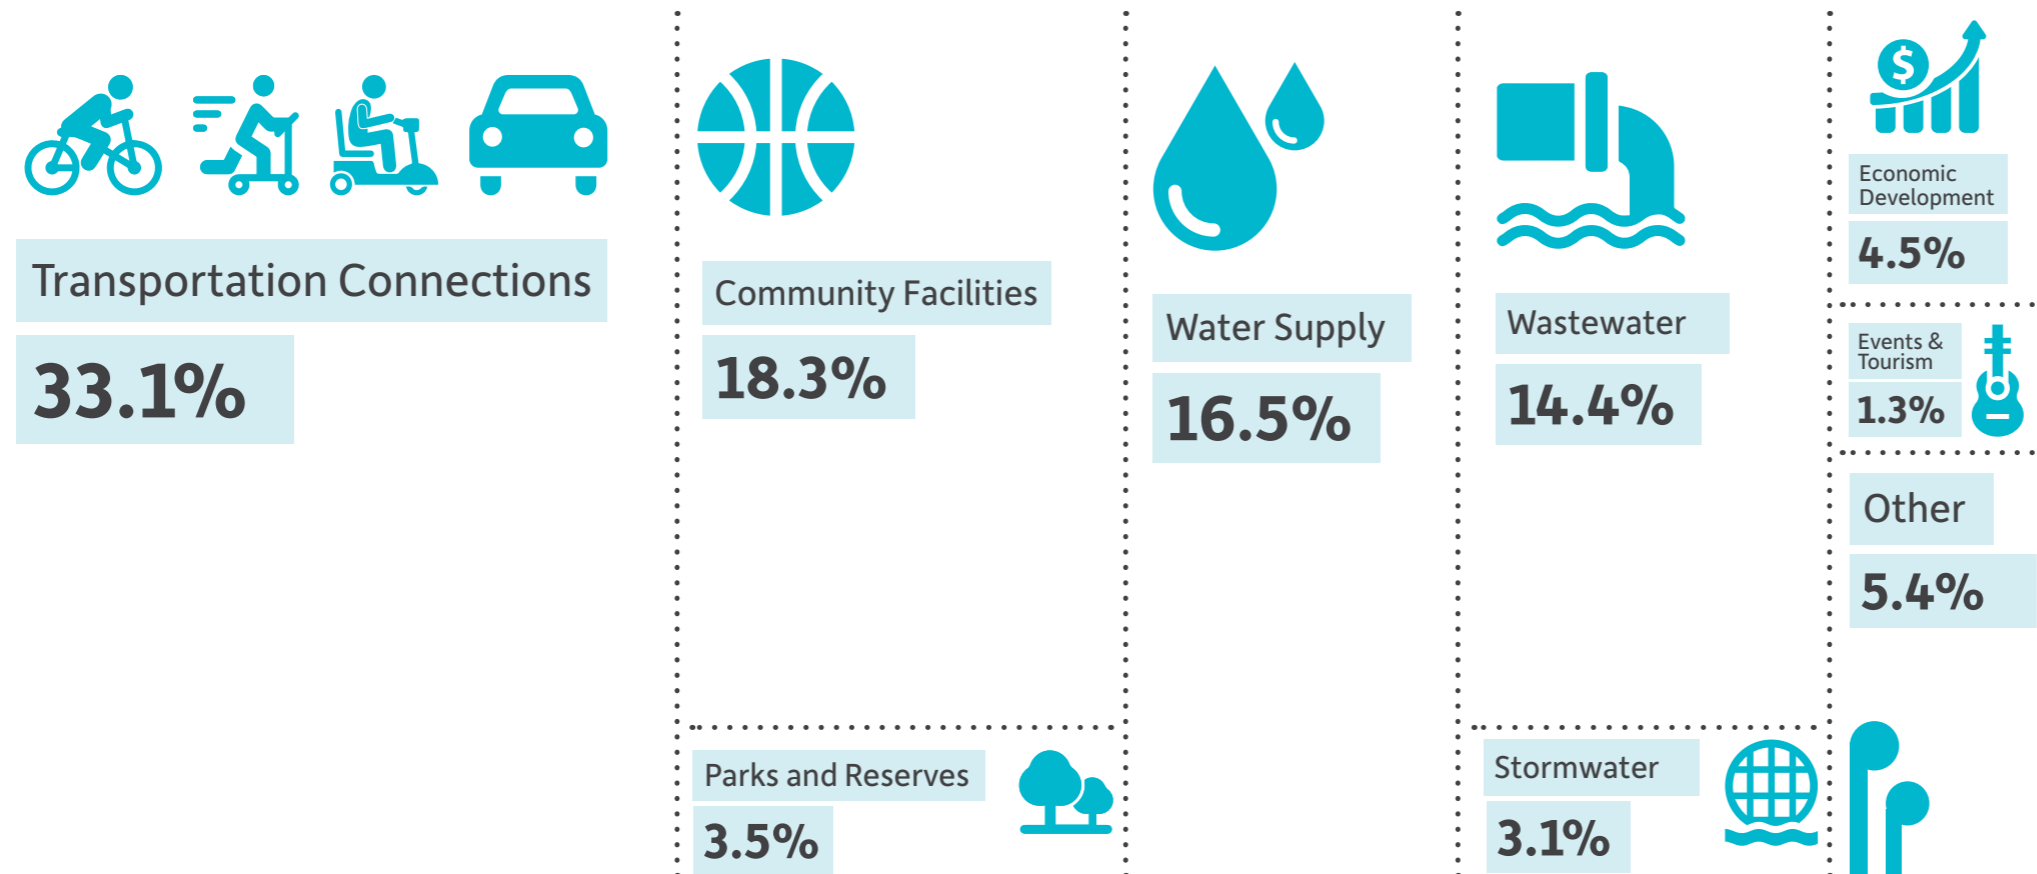 Transportation Connections
33.1%
Community Facilities
18.3%
Parks and Reserves
3.5%
Water Supply
16.5%
Wastewater
14.4%
Stormwater
3.1%
$
Economic
Development
4.5%
Events &
Tourism
1.3%
Other
5.4%